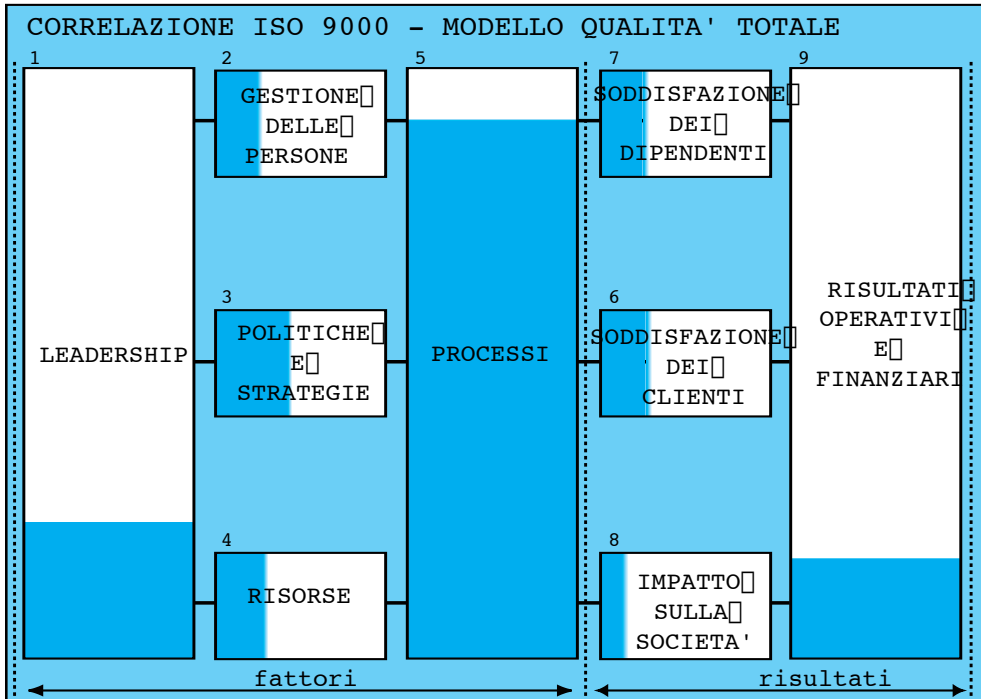 CORRELAZIONE ISO 9000 – MODELLO QUALITA' TOTALE
1
LEADERSHIP
2
GESTIONE
DELLE
PERSONE
3
POLITICHE
E
STRATEGIE
4
RISORSE
5
PROCESSI
7
SODDISFAZIONE
DEI
DIPENDENTI
6
SODDISFAZIONE
DEI
CLIENTI
8
IMPATTO
SULLA
SOCIETA'
9
RISULTATI
OPERATIVI
E
FINANZIARI
fattori
risultati